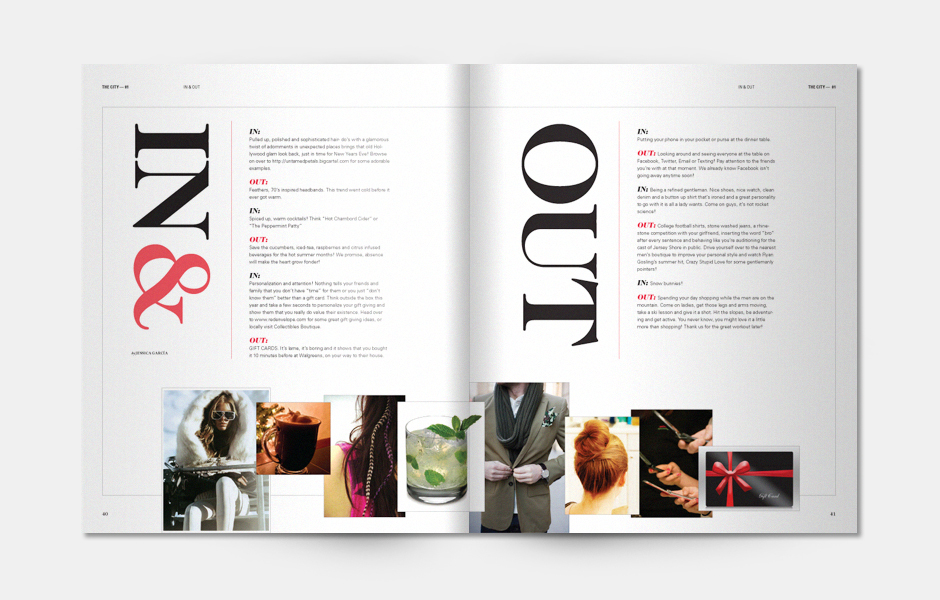 THE CITY — 41
IN & OUT
IN
&
A//JESSICA GARCIA
IN:
Pulled up, polished and sophisticated hair do's with a glamorous
twist of adornments in unexpected places brings that old Hol-
lywood glam look back, just in time for New Years Eve! Browse
on over to http://untamedpetals.bigcartel.com for some adorable
examples.
OUT:
Feathers, 70's inspired headbands. This trend went cold before it
ever got warm.
IN:
Spiced up, warm cocktails? Think "Hot Chambord Cider" or
"The Peppermint Patty"
OUT:
Save the cucumbers, iced-tea, raspberries and citrus infused
beverages for the hot summer months! We promise, absence
will make the heart grow fonder!
IN:
Personalization and attention! Nothing tells your friends and
family that you don't have "time" for them or you just "don't
know them" better than a gift card. Think outside the box this
year and take a few seconds to personalize your gift giving and
show them that you really do value their existence. Head over
to www.redenvelope.com for some great gift giving ideas, or
locally visit Collectibles Boutique.
OUT:
GIFT CARDS: It's lame, it's boring and it shows that you bought
it 10 minutes before at Walgreens, on your way to their house.
40
IN & OUT
THE CITY — 41
OUT
IN:
Putting your phone in your pocket or purse at the dinner table.
OUT: Looking around and seeing everyone at the table on
Facebook, Twitter, Email or Texting! Pay attention to the friends
you're with at that moment. We already know Facebook isn't
going away anytime soon!
IN: Being a refined gentleman. Nice shoes, nice watch, clean
denim and a button up shirt that's ironed and a great personality
to go with it is all a lady wants. Come on guys, it's not rocket
science!
OUT: College football shirts, stone washed jeans, a rhine-
stone competition with your girlfriend, inserting the word "bro"
after every sentence and behaving like you're auditioning for the
cast of Jersey Shore in public. Drive yourself over to the nearest
men's boutique to improve your personal style and watch Ryan
Gosling's summer hit, Crazy Stupid Love for some gentlemanly
pointers!
IN: Snow bunnies!
OUT: Spending your day shopping while the men are on the
mountain. Come on ladies, get those legs and arms moving,
take a ski lesson and give it a shot. Hit the slopes, be adventur-
ing and get active. You never know, you might love it a little
more than shopping! Thank us for the great workout later!
Gift Card
41